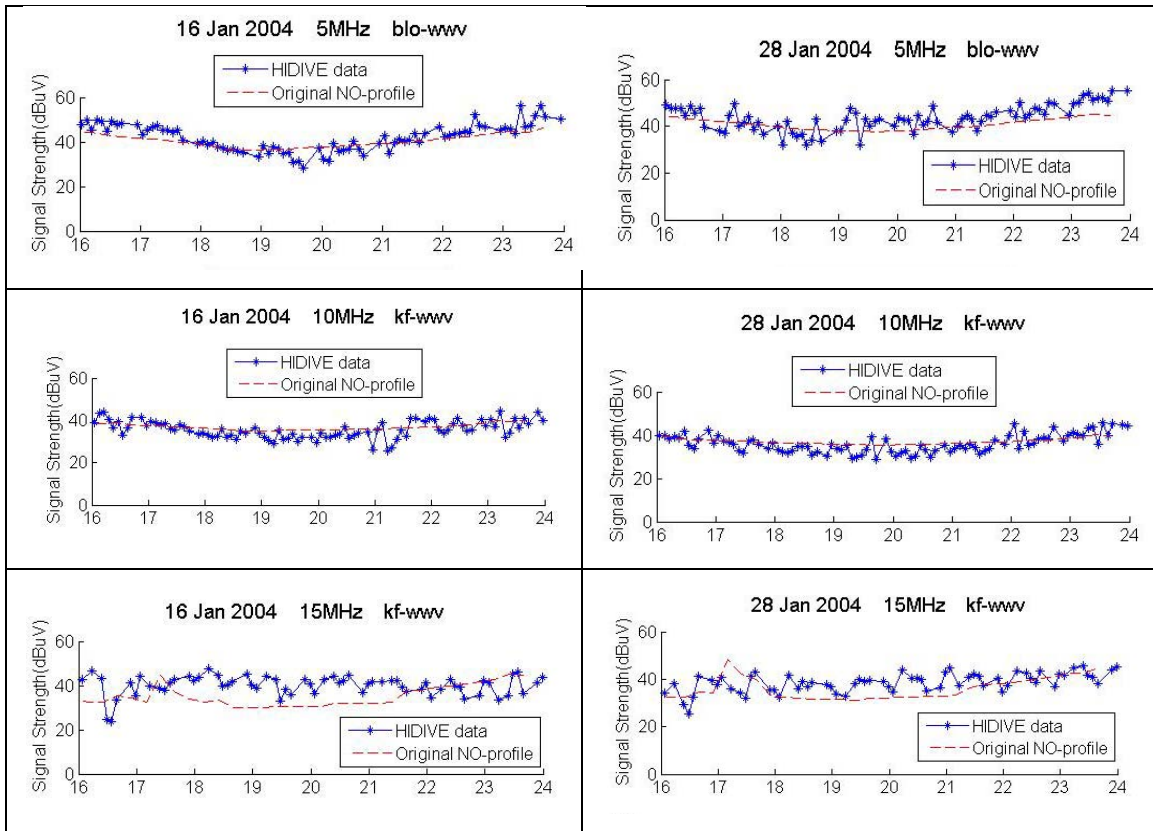 16 Jan 2004 5MHz blo-wwv
HIDIVE data
Original NO-profile
Signal Strength(dBuV)
60
40
20
0
16 17 18 19 20 21 22 23 24
28 Jan 2004 5MHz blo-wwv
HIDIVE data
Original NO-profile
Signal Strength(dBuV)
60
40
20
0
16 17 18 19 20 21 22 23 24
16 Jan 2004 10MHz kf-wwv
HIDIVE data
Original NO-profile
Signal Strength(dBuV)
60
40
20
0
16 17 18 19 20 21 22 23 24
28 Jan 2004 10MHz kf-wwv
HIDIVE data
Original NO-profile
Signal Strength(dBuV)
60
40
20
0
16 17 18 19 20 21 22 23 24
16 Jan 2004 15MHz kf-wwv
HIDIVE data
Original NO-profile
Signal Strength(dBuV)
60
40
20
0
16 17 18 19 20 21 22 23 24
28 Jan 2004 15MHz kf-wwv
HIDIVE data
Original NO-profile
Signal Strength(dBuV)
60
40
20
0
16 17 18 19 20 21 22 23 24